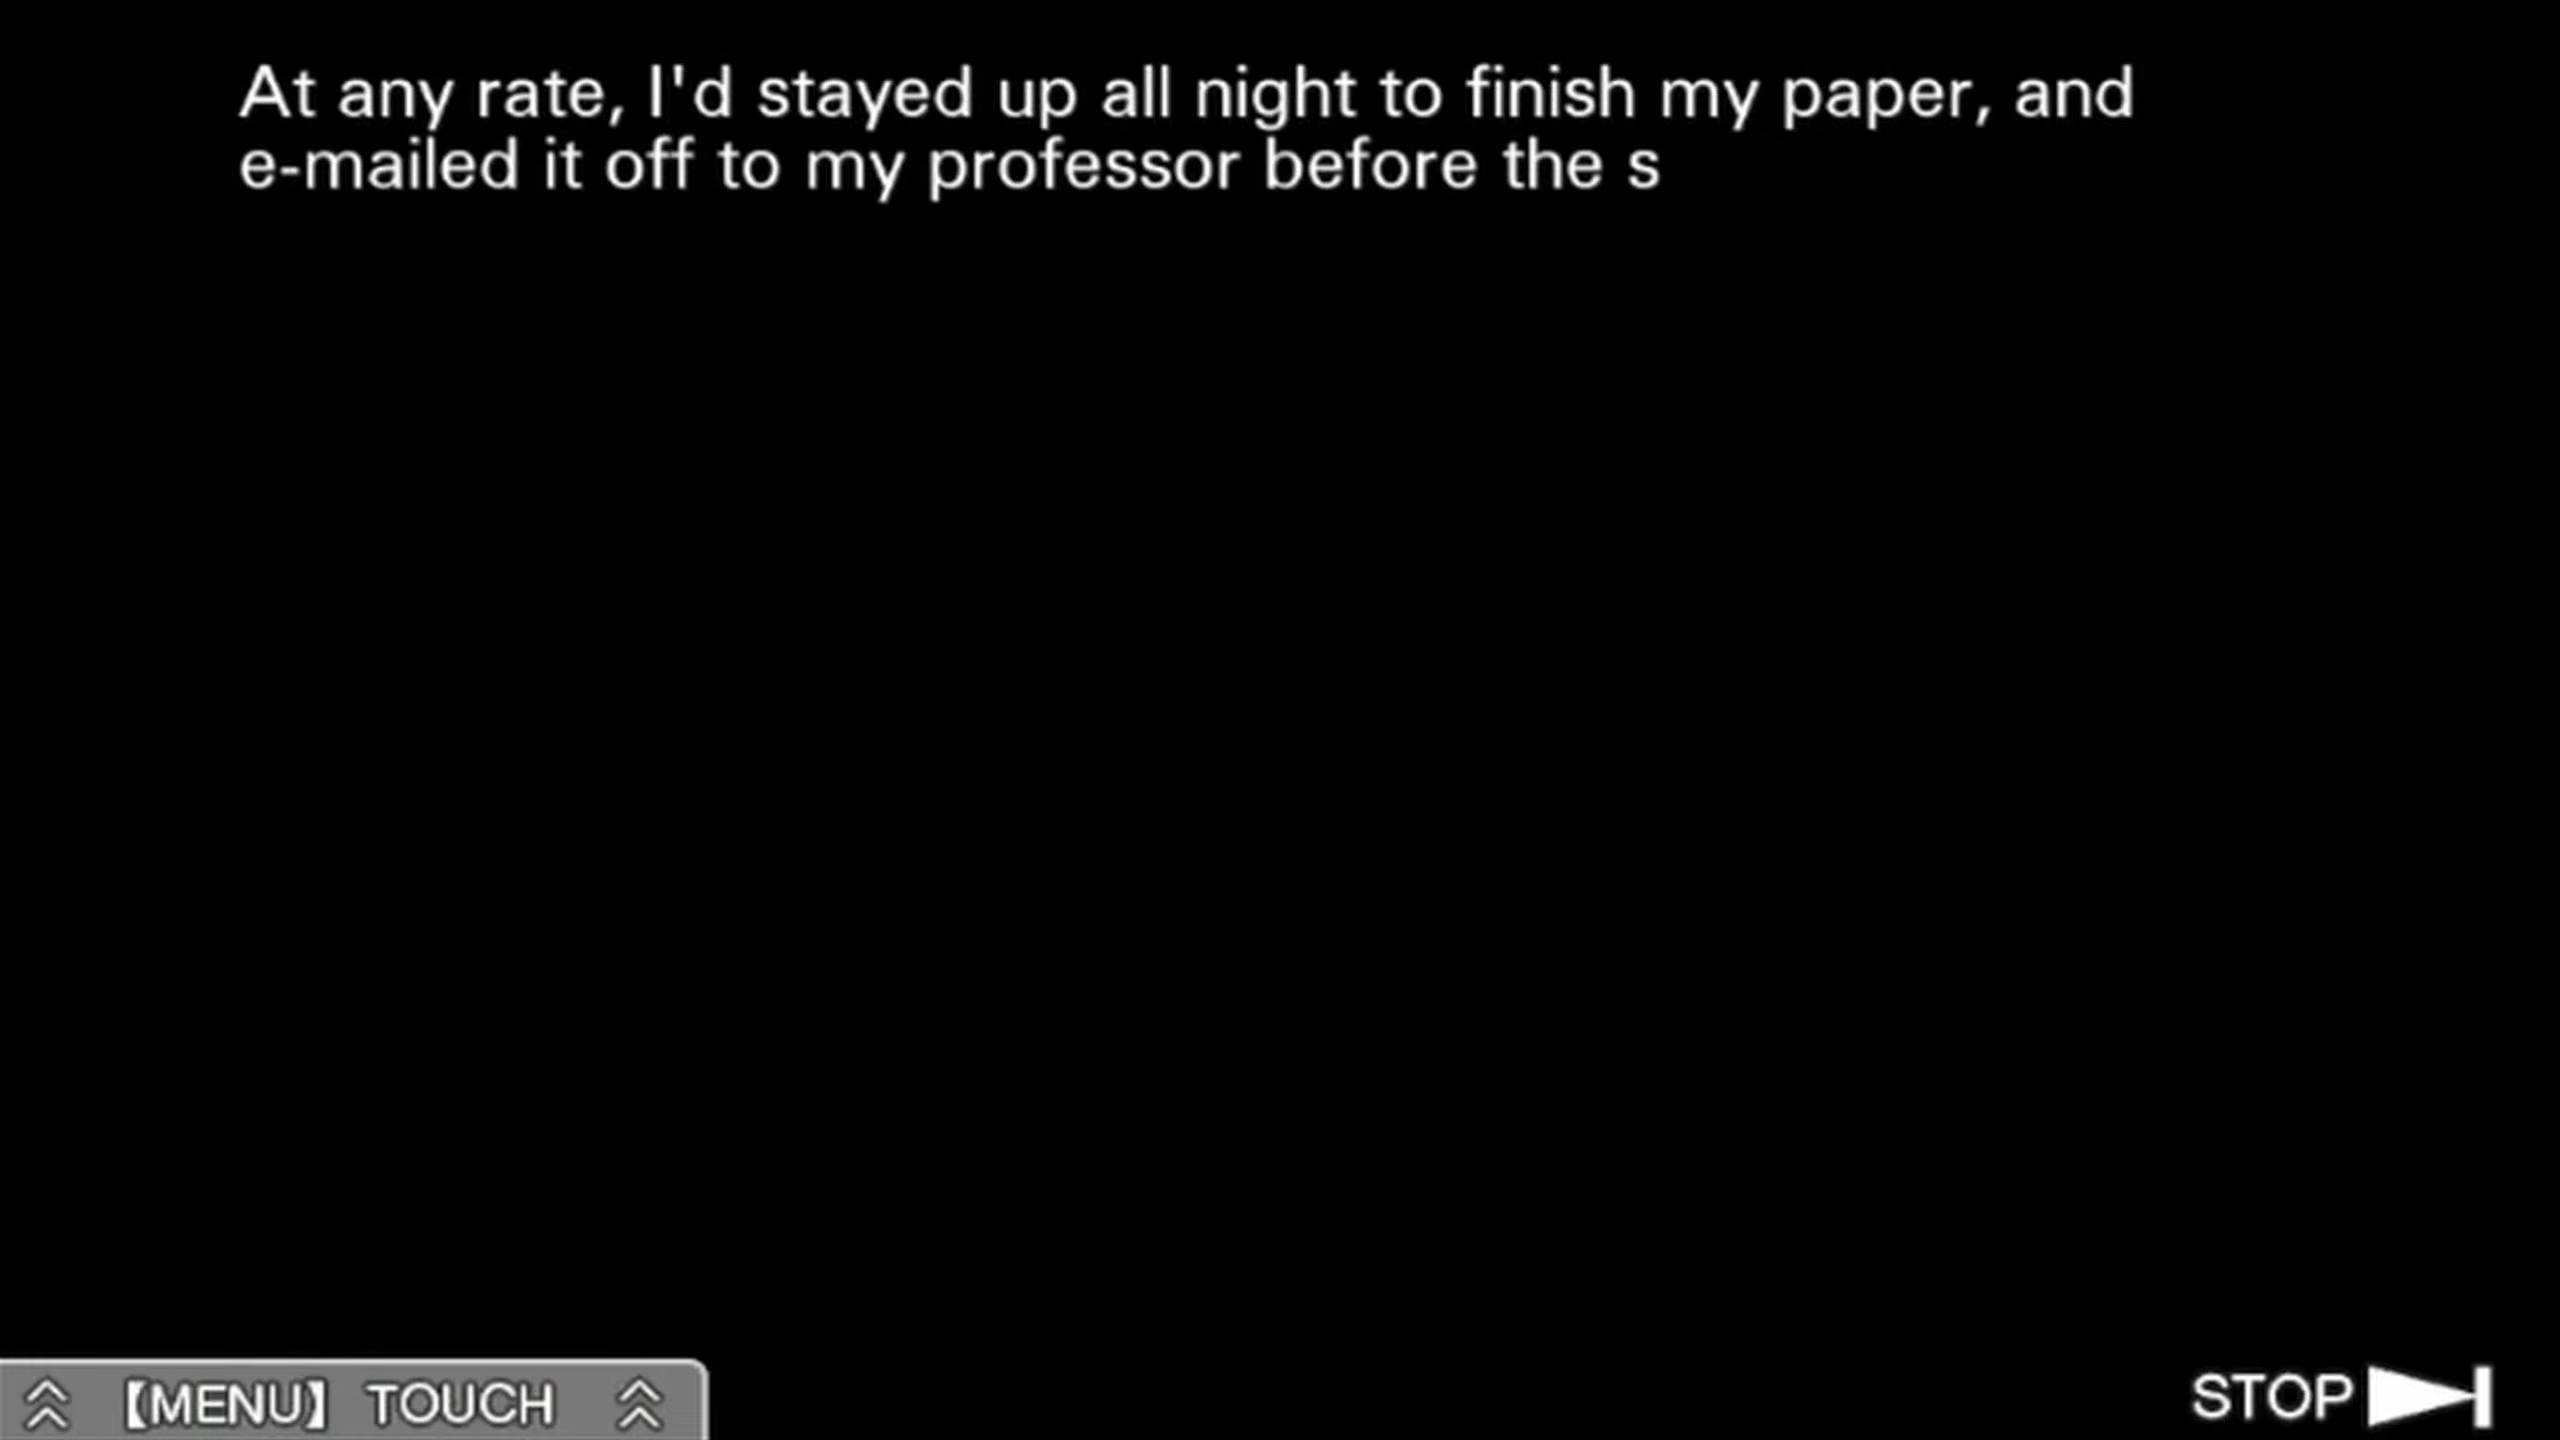 At any rate, I'd stayed up all night to finish my paper, and
e-mailed it off to my professor before the s
【MENU】 TOUCH
STOP